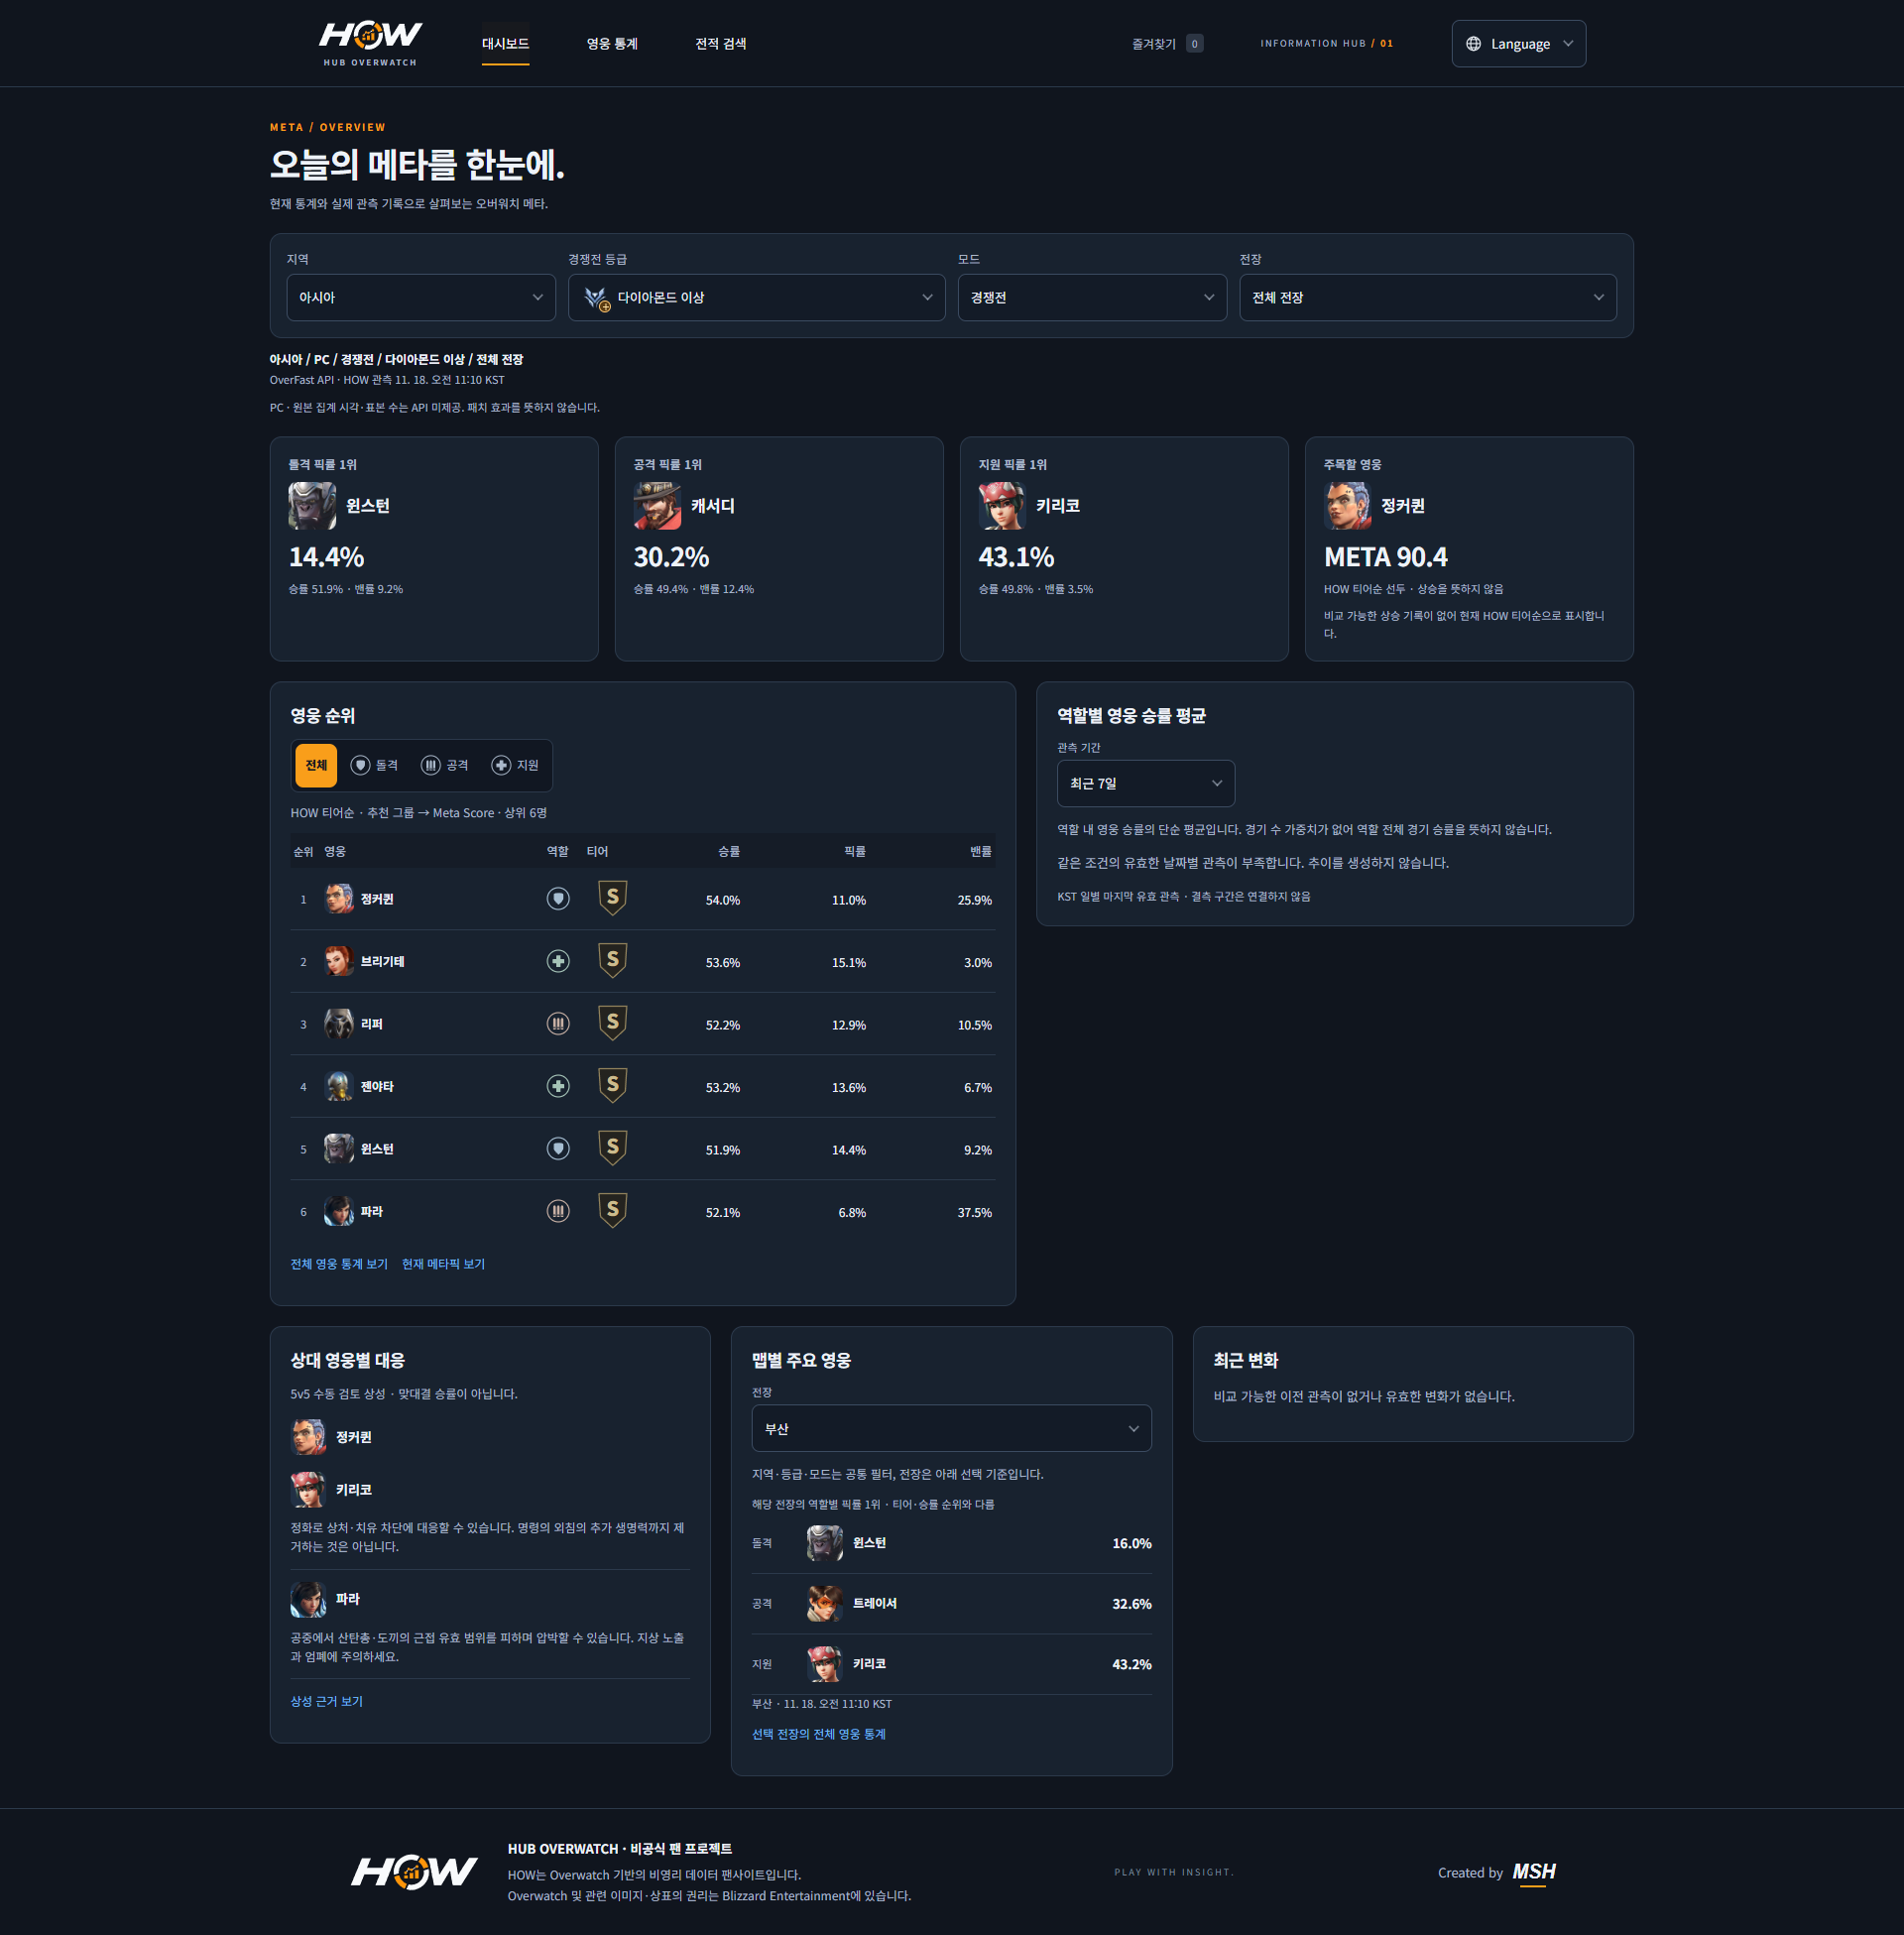 HOW
HUB OVERWATCH
대시보드
영웅 통계
전적 검색
즐겨찾기 0
INFORMATION HUB / 01
Language
META / OVERVIEW
오늘의 메타를 한눈에.
현재 통계와 실제 관측 기록으로 살펴보는 오버워치 메타.
지역
경쟁전 등급
모드
전장
아시아
다이아몬드 이상
경쟁전
전체 전장
아시아 / PC / 경쟁전 / 다이아몬드 이상 / 전체 전장
OverFast API · HOW 관측 11. 18. 오전 11:10 KST
PC · 원본 집계 시각·표본 수는 API 미제공. 패치 효과를 뜻하지 않습니다.
돌격 픽률 1위
윈스턴
14.4%
승률 51.9% · 밴률 9.2%
공격 픽률 1위
캐서디
30.2%
승률 49.4% · 밴률 12.4%
지원 픽률 1위
키리코
43.1%
승률 49.8% · 밴률 3.5%
주목할 영웅
정커퀸
META 90.4
HOW 티어순 선두 · 상승을 뜻하지 않음
비교 가능한 상승 기록이 없어 현재 HOW 티어순으로 표시합니
다.
영웅 순위
전체 돌격 공격 지원
HOW 티어순 · 추천 그룹 → Meta Score · 상위 6명
순위 영웅 역할 티어 승률 픽률 밴률
1 정커퀸 S 54.0% 11.0% 25.9%
2 브리기테 S 53.6% 15.1% 3.0%
3 리퍼 S 52.2% 12.9% 10.5%
4 젠야타 S 53.2% 13.6% 6.7%
5 윈스턴 S 51.9% 14.4% 9.2%
6 파라 S 52.1% 6.8% 37.5%
전체 영웅 통계 보기 현재 메타픽 보기
역할별 영웅 승률 평균
관측 기간
최근 7일
역할 내 영웅 승률의 단순 평균입니다. 경기 수 가중치가 없어 역할 전체 경기 승률을 뜻하지 않습니다.
같은 조건의 유효한 날짜별 관측이 부족합니다. 추이를 생성하지 않습니다.
KST 일별 마지막 유효 관측 · 결측 구간은 연결하지 않음
상대 영웅별 대응
5v5 수동 검토 상성 · 맞대결 승률이 아닙니다.
정커퀸
키리코
정화로 상처·치유 차단에 대응할 수 있습니다. 명령의 외침의 추가 생명력까지 제
거하는 것은 아닙니다.
파라
공중에서 산탄총·도끼의 근접 유효 범위를 피하며 압박할 수 있습니다. 지상 노출
과 엄폐에 주의하세요.
상성 근거 보기
맵별 주요 영웅
전장
부산
지역·등급·모드는 공통 필터, 전장은 아래 선택 기준입니다.
해당 전장의 역할별 픽률 1위 · 티어·승률 순위와 다름
돌격 윈스턴 16.0%
공격 트레이서 32.6%
지원 키리코 43.2%
부산 · 11. 18. 오전 11:10 KST
선택 전장의 전체 영웅 통계
최근 변화
비교 가능한 이전 관측이 없거나 유효한 변화가 없습니다.
HOW
HUB OVERWATCH · 비공식 팬 프로젝트
HOW는 Overwatch 기반의 비영리 데이터 팬사이트입니다.
Overwatch 및 관련 이미지·상표의 권리는 Blizzard Entertainment에 있습니다.
PLAY WITH INSIGHT.
Created by MSH